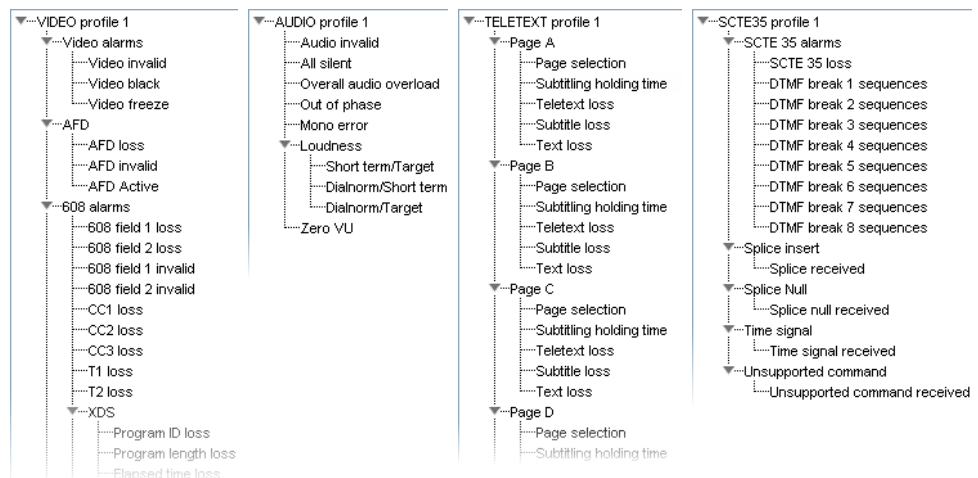 VIDEO profile 1
Video alarms
Video invalid
Video black
Video freeze
AFD
AFD loss
AFD invalid
AFD Active
608 alarms
608 field 1 loss
608 field 2 loss
608 field 1 invalid
608 field 2 invalid
CC1 loss
CC2 loss
CC3 loss
T1 loss
T2 loss
XDS
Program ID loss
Program length loss
Elapsed time loss
AUDIO profile 1
Audio invalid
All silent
Overall audio overload
Out of phase
Mono error
Loudness
Short term/Target
Dialnorm/Short term
Dialnorm/Target
Zero VU
TELETEXT profile 1
Page A
Page selection
Subtitling holding time
Teletext loss
Subtitle loss
Text loss
Page B
Page selection
Subtitling holding time
Teletext loss
Subtitle loss
Text loss
Page C
Page selection
Subtitling holding time
Teletext loss
Subtitle loss
Text loss
Page D
Page selection
Subtitling holding time
SCTE35 profile 1
SCTE 35 alarms
SCTE 35 loss
DTMF break 1 sequences
DTMF break 2 sequences
DTMF break 3 sequences
DTMF break 4 sequences
DTMF break 5 sequences
DTMF break 6 sequences
DTMF break 7 sequences
DTMF break 8 sequences
Splice insert
Splice received
Splice Null
Splice null received
Time signal
Time signal received
Unsupported command
Unsupported command received